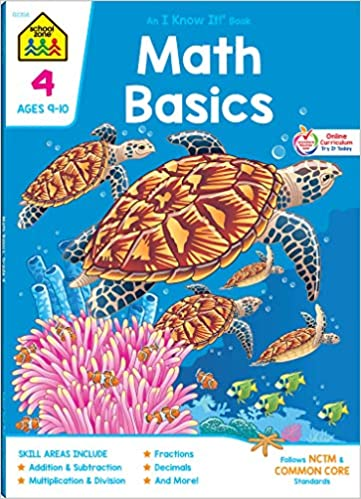 An I Know It!® Book
school
zone®
Math
Basics
4
AGES 9-10
Online
Curriculum
Try It Today
SKILL AREAS INCLUDE
★ Addition & Subtraction
★ Multiplication & Division
★ Fractions
★ Decimals
★ And More!
Follows NCTM &
COMMON CORE
Standards